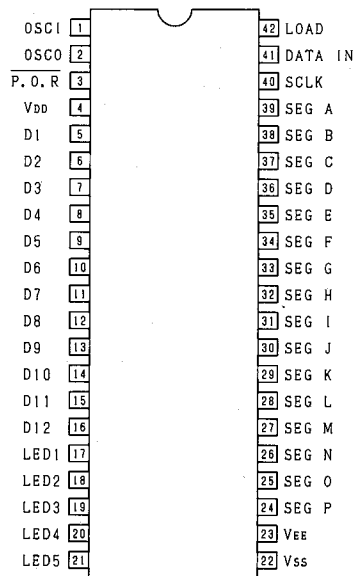 OSCI 1 42 LOAD
OSCO 2 41 DATA IN
P.O.R 3 40 SCLK
VDD 4 39 SEG A
D1 5 38 SEG B
D2 6 37 SEG C
D3 7 36 SEG D
D4 8 35 SEG E
D5 9 34 SEG F
D6 10 33 SEG G
D7 11 32 SEG H
D8 12 31 SEG I
D9 13 30 SEG J
D10 14 29 SEG K
D11 15 28 SEG L
D12 16 27 SEG M
LED1 17 26 SEG N
LED2 18 25 SEG O
LED3 19 24 SEG P
LED4 20 23 VEE
LED5 21 22 VSS